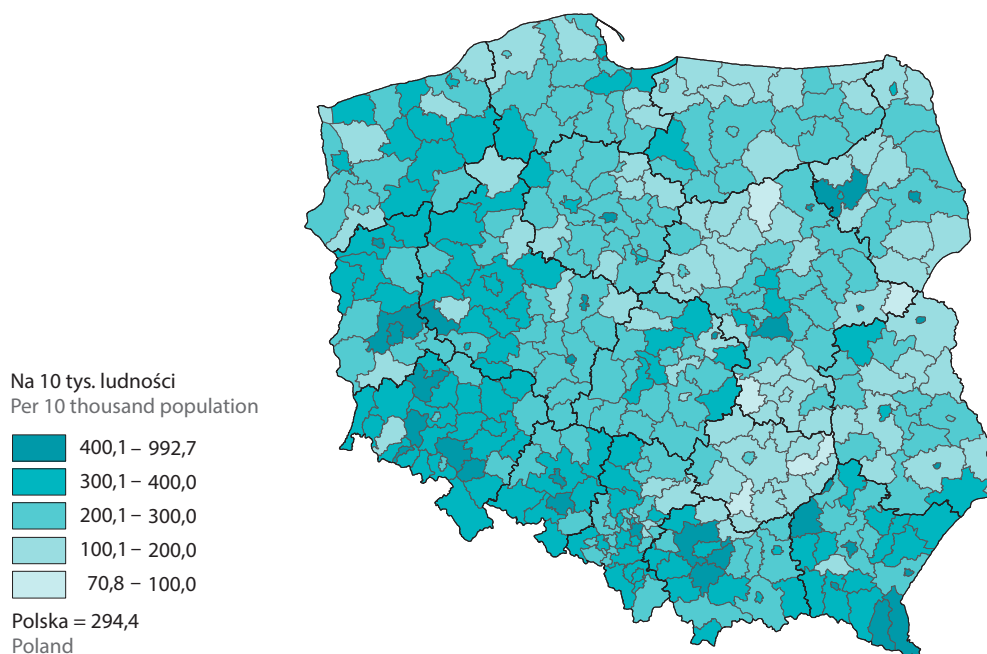 Na 10 tys. ludności
Per 10 thousand population
400,1 – 992,7
300,1 – 400,0
200,1 – 300,0
100,1 – 200,0
70,8 – 100,0
Polska = 294,4
Poland